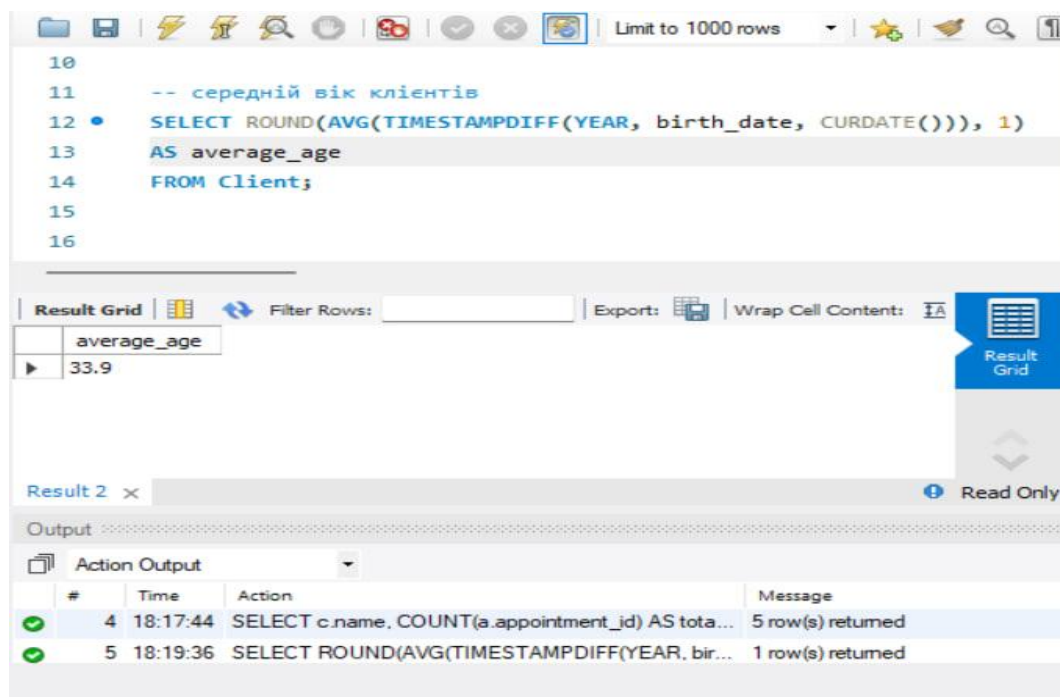 Limit to 1000 rows
10
11 -- середній вік клієнтів
12 SELECT ROUND(AVG(TIMESTAMPDIFF(YEAR, birth_date, CURDATE())), 1)
13 AS average_age
14 FROM Client;
15
16
Result Grid Filter Rows: Export: Wrap Cell Content: IA
average_age
33.9
Result
Grid
Result 2 Read Only
Output
Action Output
# Time Action Message
4 18:17:44 SELECT c.name, COUNT(a.appointment_id) AS tota... 5 row(s) returned
5 18:19:36 SELECT ROUND(AVG(TIMESTAMPDIFF(YEAR, bir... 1 row(s) returned